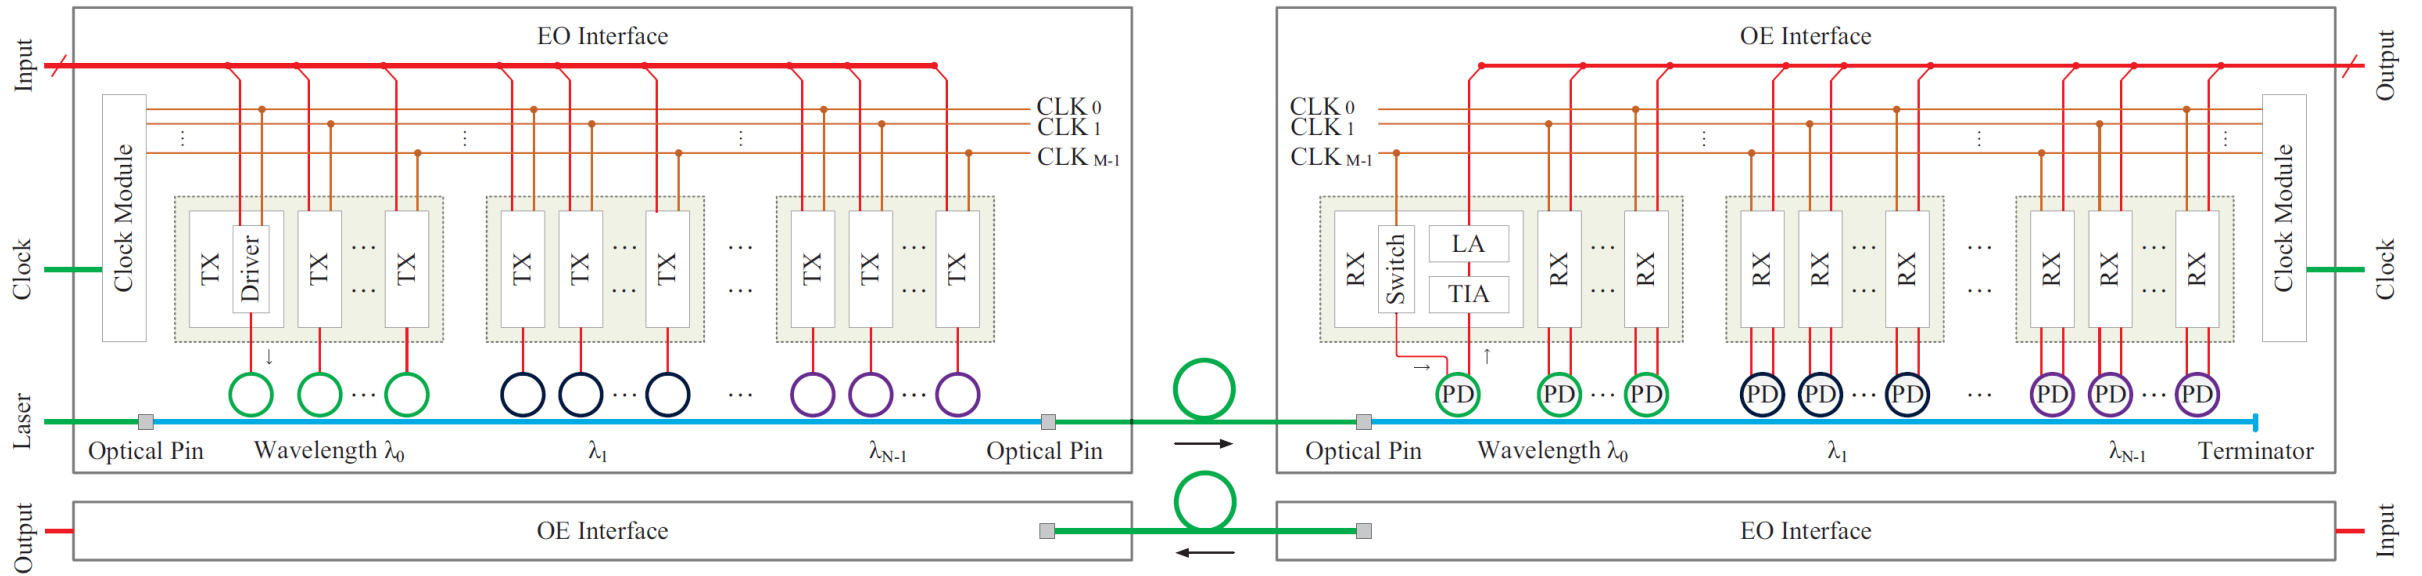 EO Interface
Input
CLK 0
CLK 1
CLK M-1
⋮ ⋮ ⋮
Clock Module
Clock
TX Driver TX ... TX
... ...
TX TX ... TX
... ...
TX TX ... TX
... ...
... ... ...
Laser
Optical Pin Wavelength λ0 λ1 λN-1 Optical Pin
OE Interface
Output
CLK 0
CLK 1
CLK M-1
⋮ ⋮ ⋮
RX Switch LA TIA RX ... RX
... ...
RX RX ... RX
... ...
RX RX ... RX
... ...
Clock Module
Clock
PD PD ... PD PD PD ... PD ... PD PD ... PD
Optical Pin Wavelength λ0 λ1 λN-1 Terminator
Output
OE Interface
EO Interface
Input